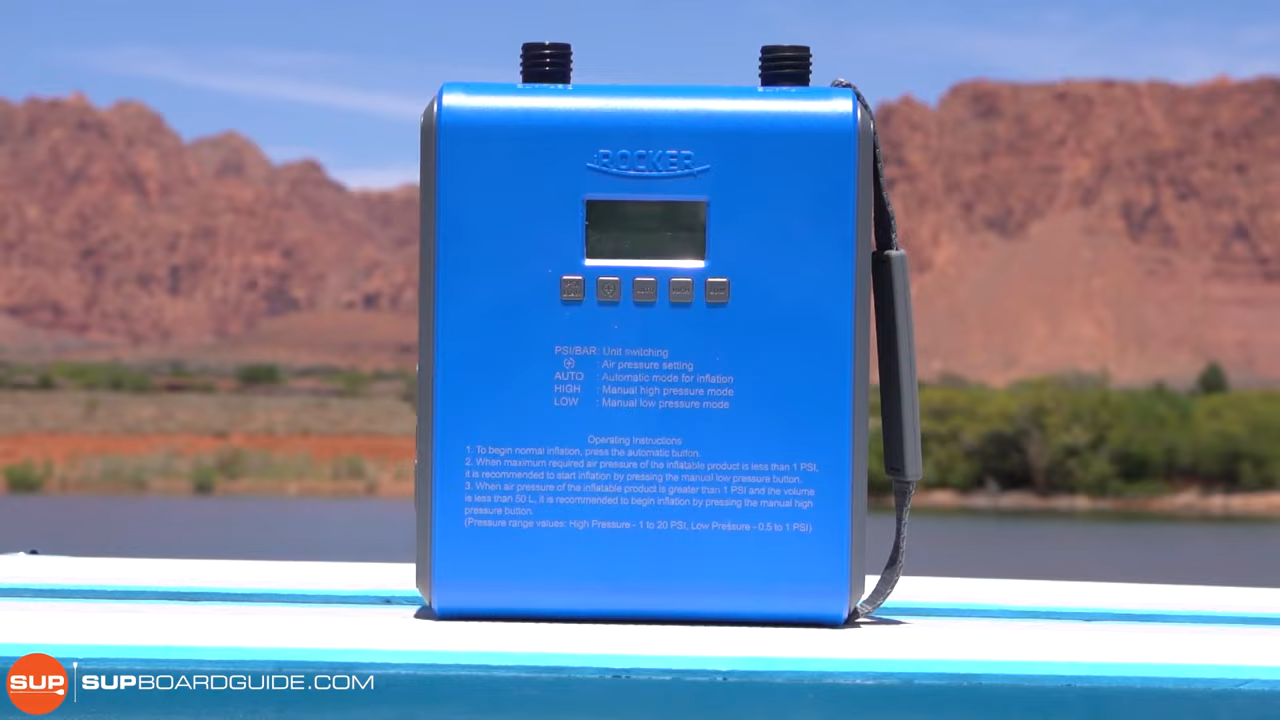 iROCKER
PSI/BAR: Unit switching
: Air pressure setting
AUTO : Automatic mode for inflation
HIGH : Manual high pressure mode
LOW : Manual low pressure mode
Operating Instructions
1. To begin normal inflation, press the automatic button.
2. When maximum required air pressure of the inflatable product is less than 1 PSI,
it is recommended to start inflation by pressing the manual low pressure button.
3. When air pressure of the inflatable product is greater than 1 PSI and the volume
is less than 50 L, it is recommended to begin inflation by pressing the manual high
pressure button.
(Pressure range values: High Pressure - 1 to 20 PSI, Low Pressure - 0.5 to 1 PSI)
SUP
SUPBOARDGUIDE.COM